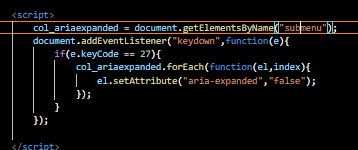 <script>
col_ariaexpanded = document.getElementsByName("submenu");
document.addEventListener("keydown",function(e){
if(e.keyCode == 27){
col_ariaexpanded.forEach(function(el,index){
el.setAttribute("aria-expanded","false");
});
}
});
</script>